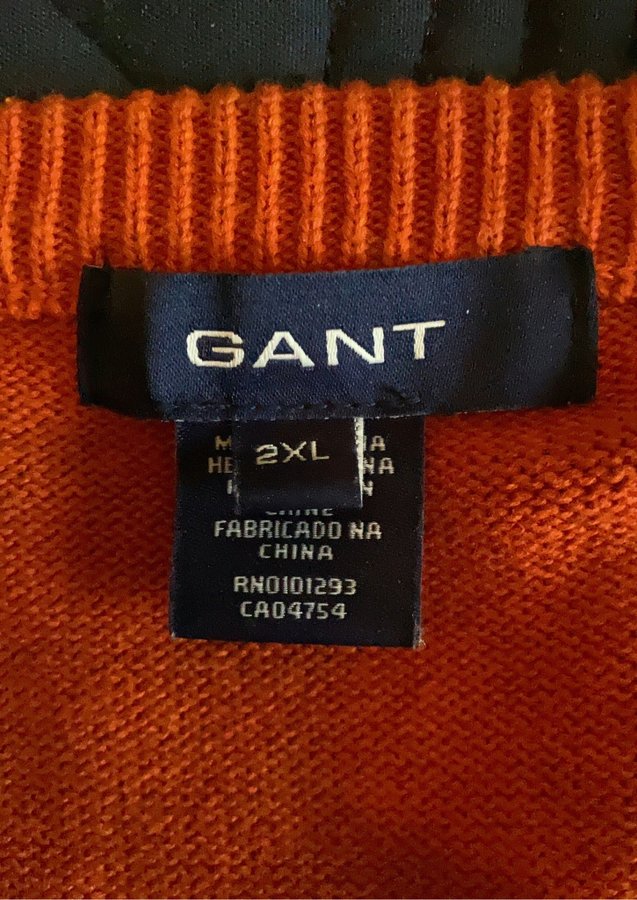 GANT
2XL
FABRICADO NA
CHINA
RN0101293
CA04754